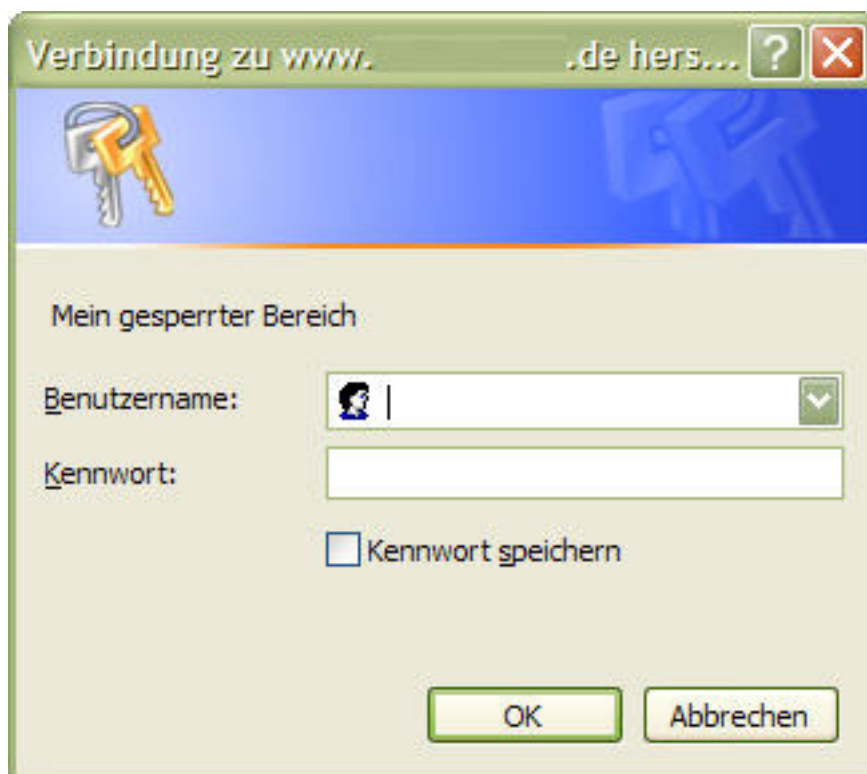 Verbindung zu www. .de hers...
Mein gesperrter Bereich
Benutzername:
Kennwort:
Kennwort speichern
OK Abbrechen